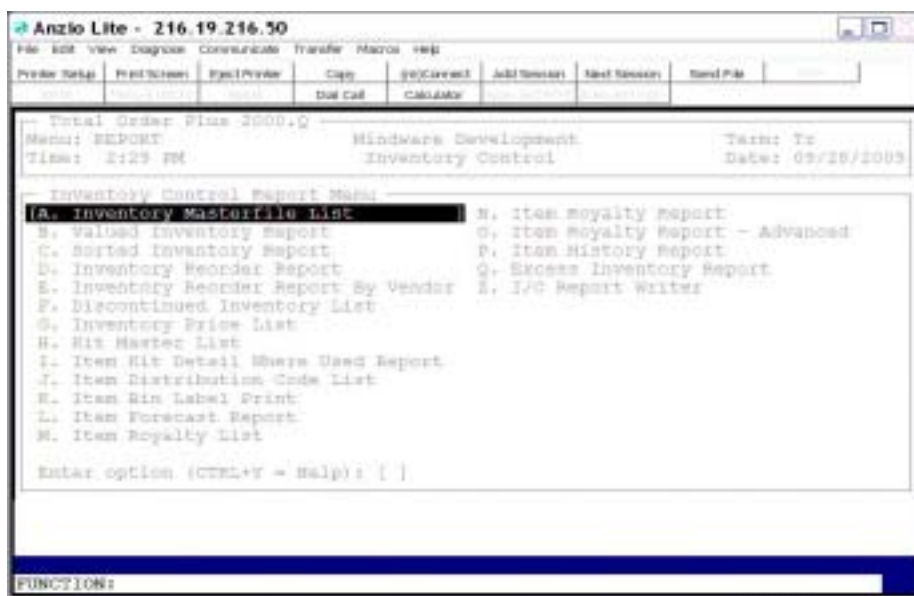 Anzio Lite - 216.19.216.50
File Edit View Diagnose Communicate Transfer Macros Help
Printer Setup Print Screen Eject Printer Copy (re)Connect Add Session Next Session Send File
Dial Call Calculator
Total Order Plus 2000.Q
Menu: REPORT Mindware Development Term: Tz
Time: 2:29 PM Inventory Control Date: 09/28/2005
Inventory Control Report Menu
A. Inventory Masterfile List N. Item Royalty Report
B. Valued Inventory Report O. Item Royalty Report - Advanced
C. Sorted Inventory Report P. Item History Report
D. Inventory Reorder Report Q. Excess Inventory Report
E. Inventory Reorder Report By Vendor Z. I/C Report Writer
F. Discontinued Inventory List
G. Inventory Price List
H. Kit Master List
I. Item Kit Detail Where Used Report
J. Item Distribution Code List
K. Item Bin Label Print
L. Item Forecast Report
M. Item Royalty List
Enter option (CTRL+Y = Help): [ ]
FUNCTION: